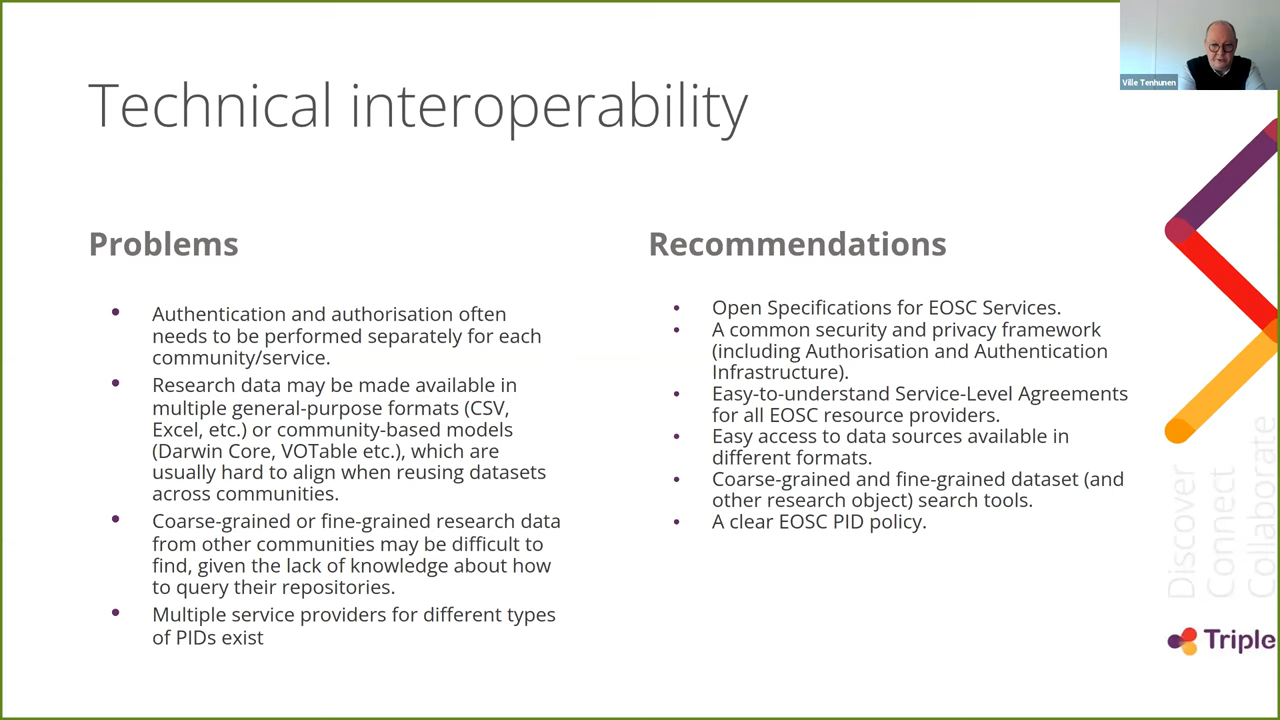 Technical interoperability
Ville Tenhunen
Problems
Authentication and authorisation often
needs to be performed separately for each
community/service.
Research data may be made available in
multiple general-purpose formats (CSV,
Excel, etc.) or community-based models
(Darwin Core, VOTable etc.), which are
usually hard to align when reusing datasets
across communities.
Coarse-grained or fine-grained research data
from other communities may be difficult to
find, given the lack of knowledge about how
to query their repositories.
Multiple service providers for different types
of PIDs exist
Recommendations
Open Specifications for EOSC Services.
A common security and privacy framework
(including Authorisation and Authentication
Infrastructure).
Easy-to-understand Service-Level Agreements
for all EOSC resource providers.
Easy access to data sources available in
different formats.
Coarse-grained and fine-grained dataset (and
other research object) search tools.
A clear EOSC PID policy.
Discover
Connect
Collaborate
Triple